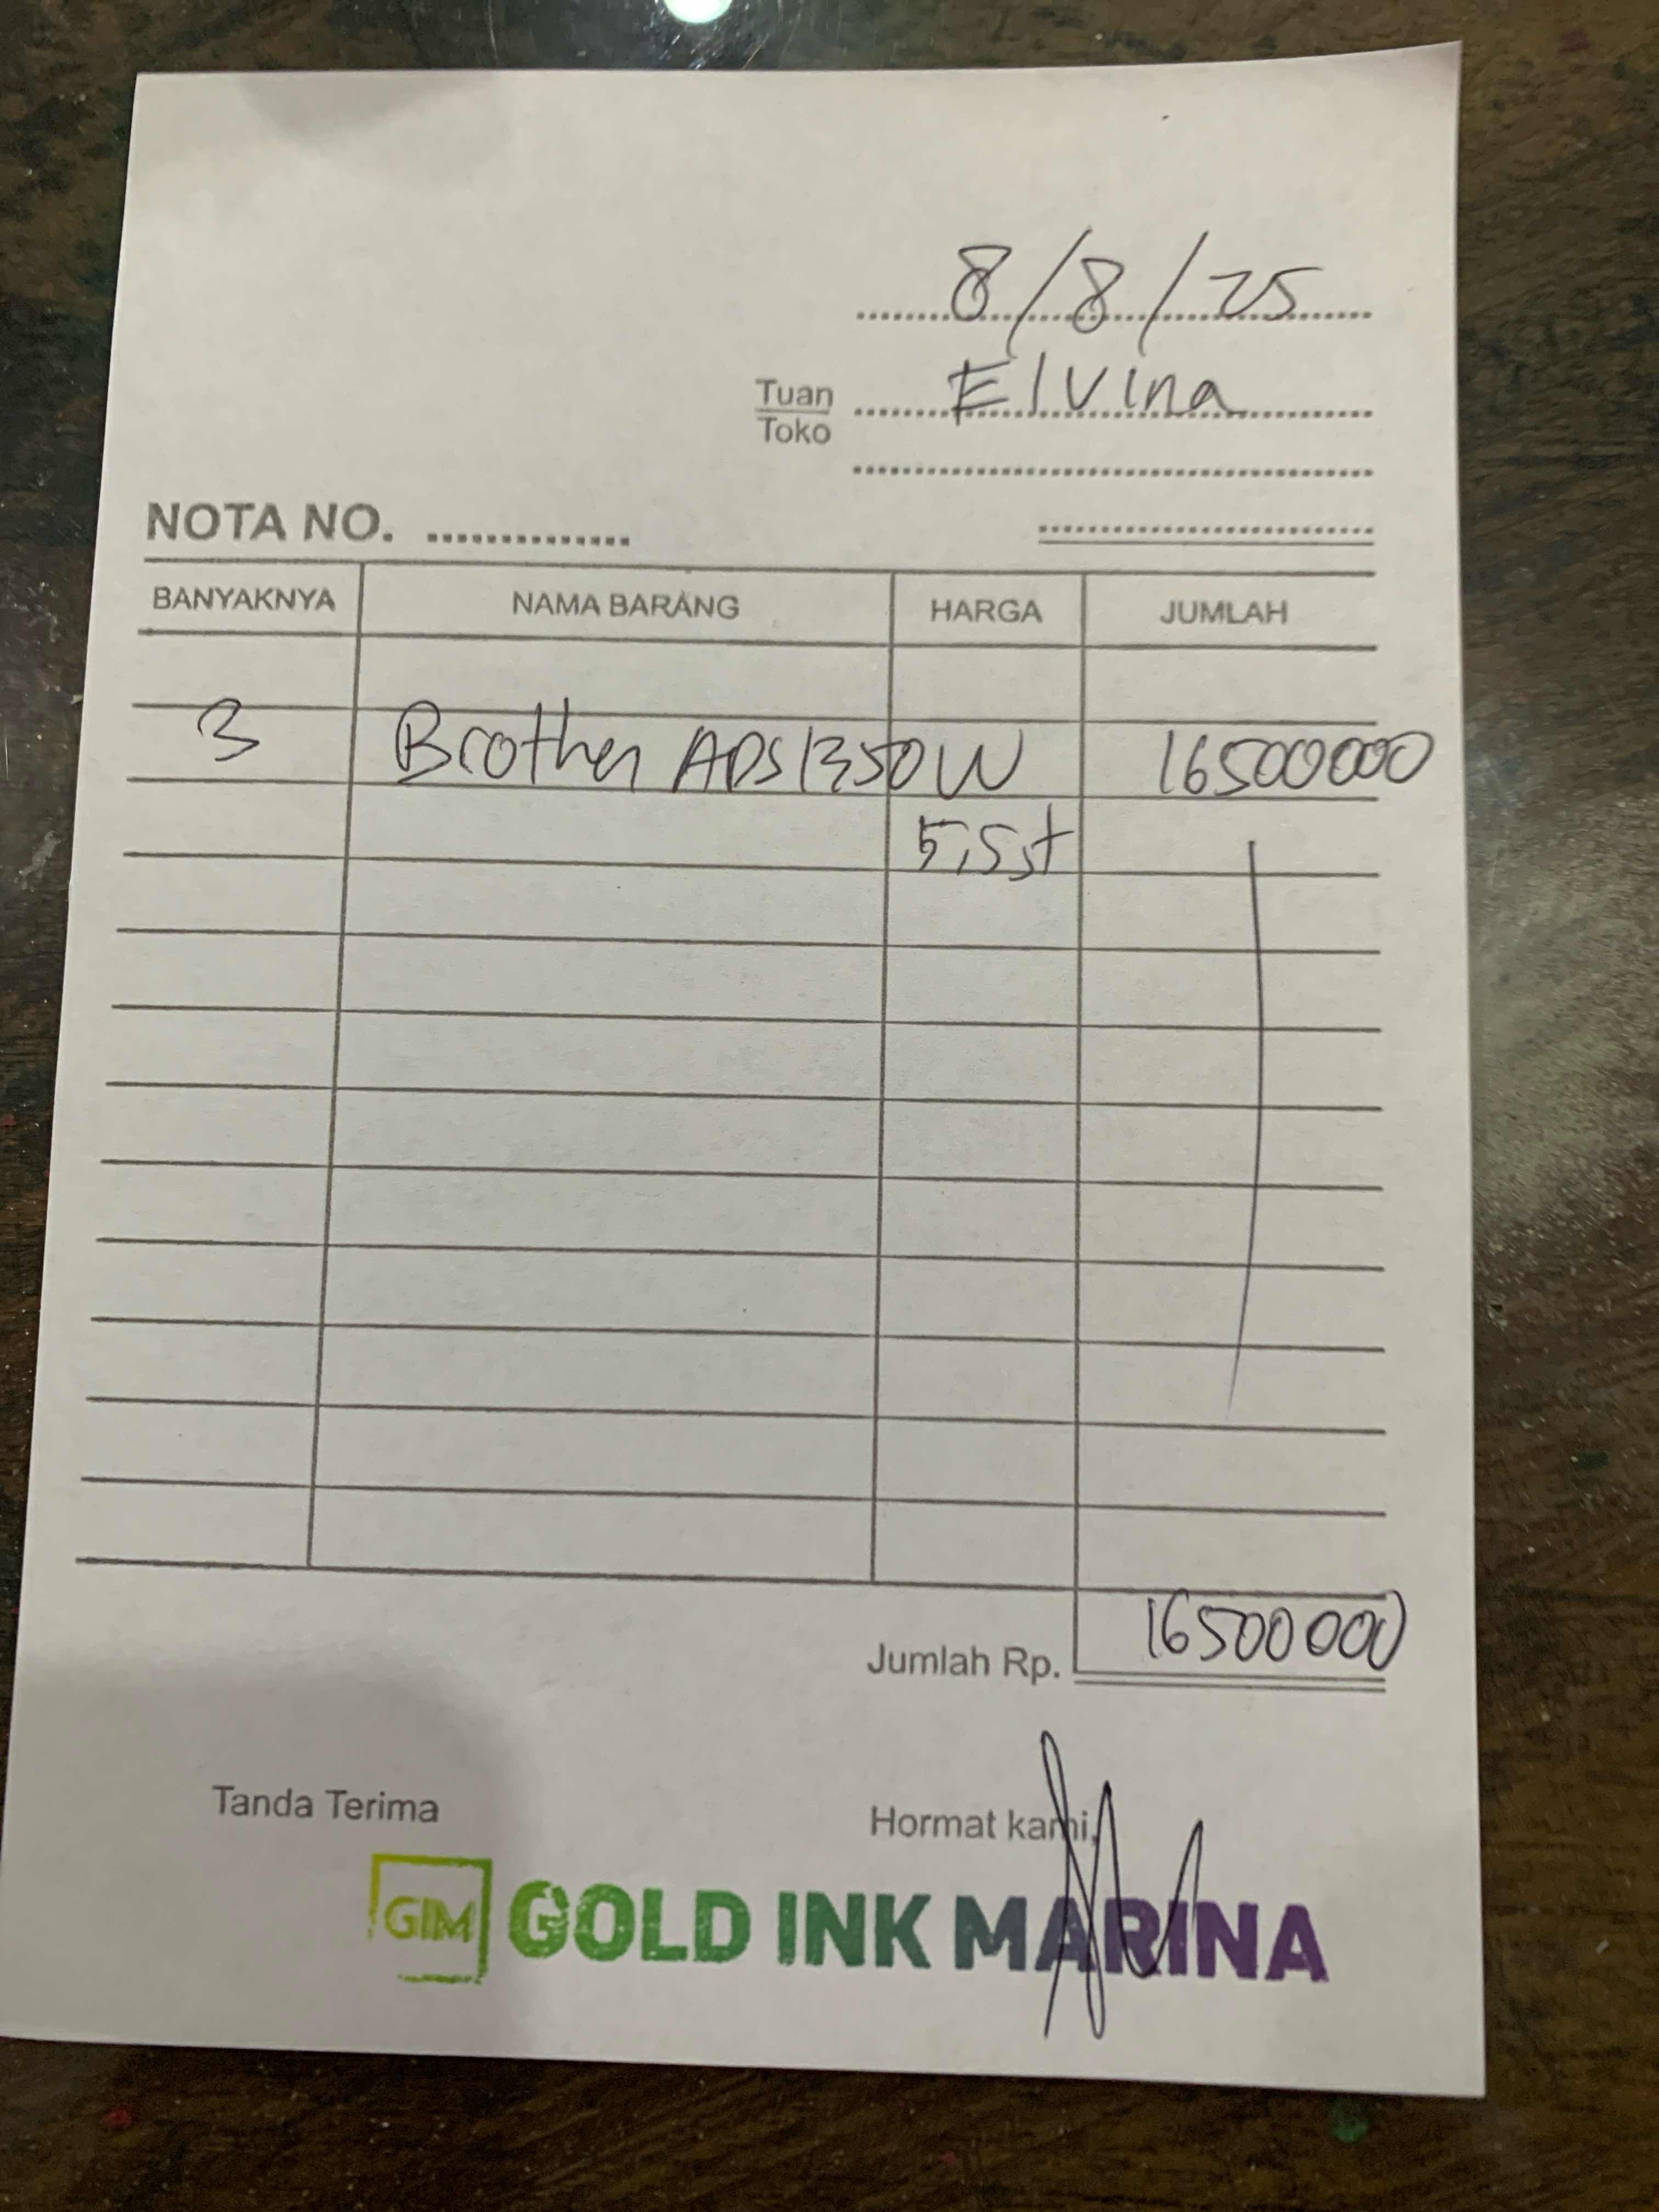 8/8/25
Tuan Elvina
Toko
NOTA NO. ..............
BANYAKNYA NAMA BARANG HARGA JUMLAH
3 Brother ADS1350W 16500000
5,5jt
Jumlah Rp. 16500000
Tanda Terima Hormat kami,
GIM GOLD INK MARINA